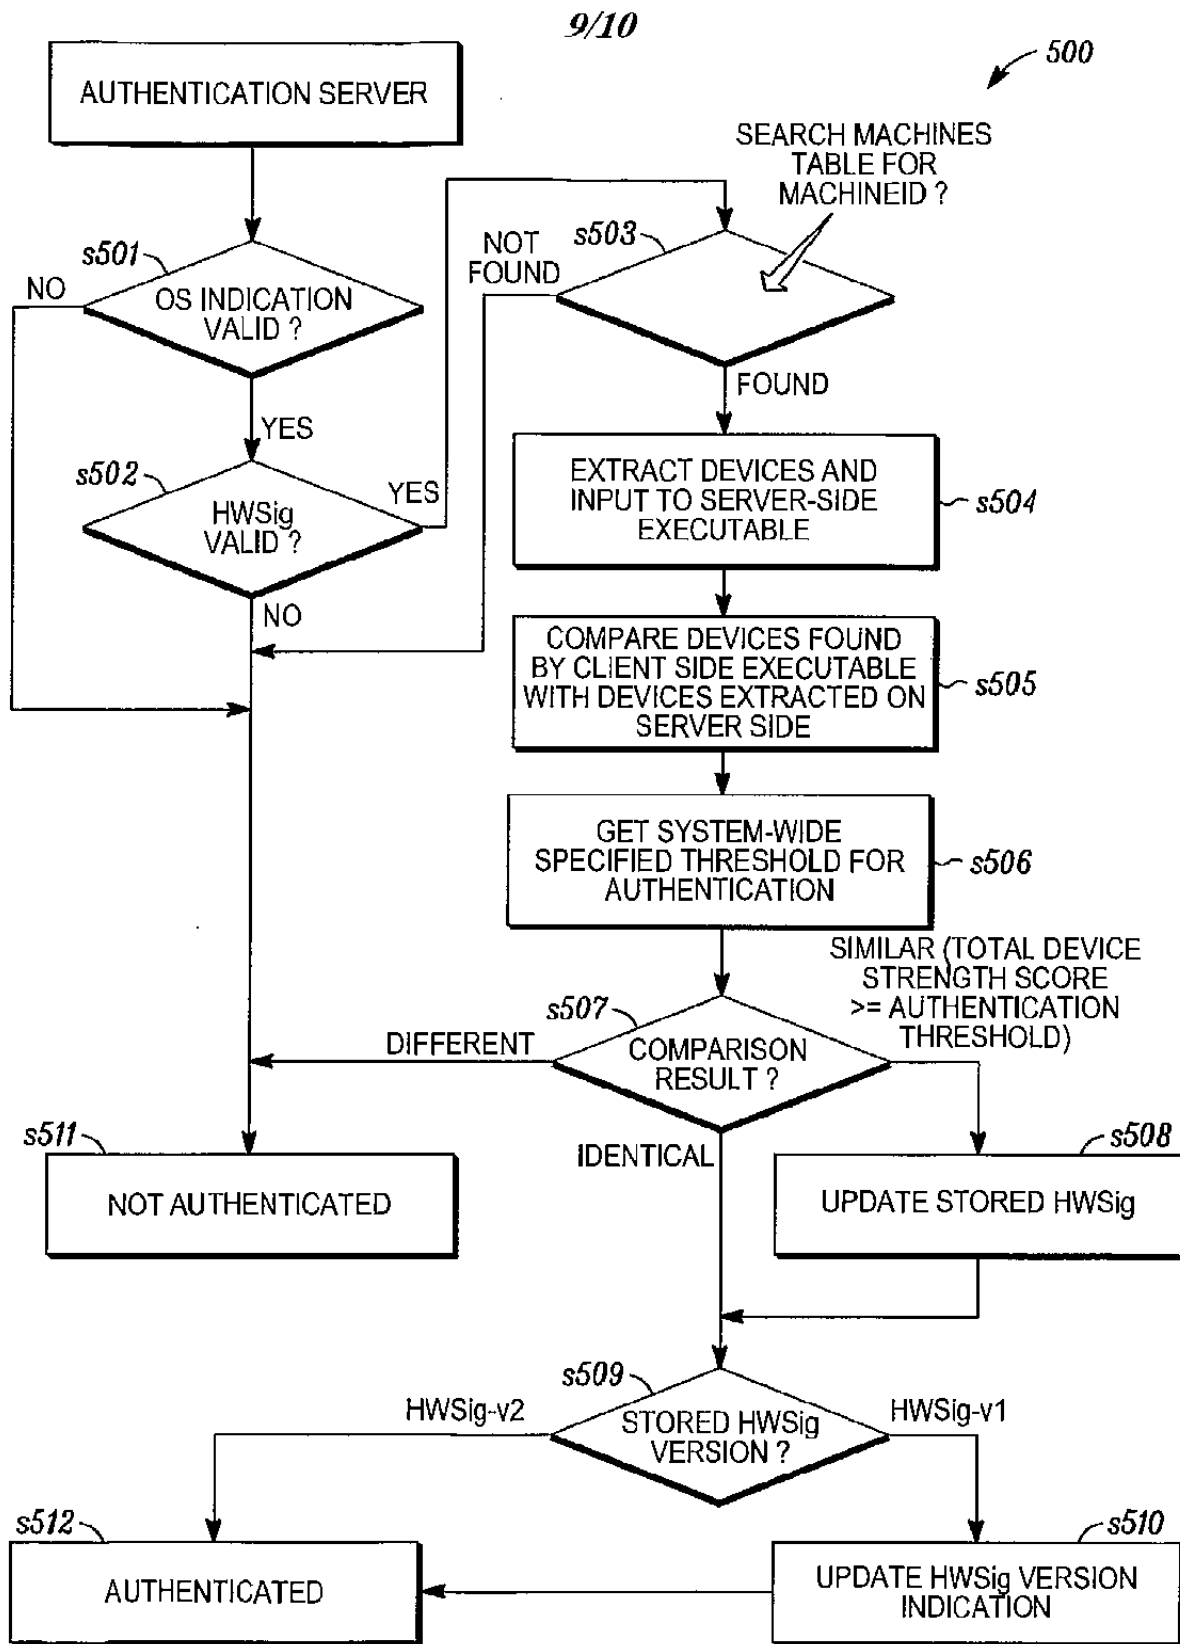 9/10
500
AUTHENTICATION SERVER
SEARCH MACHINES
TABLE FOR
MACHINEID ?
s501
NO
OS INDICATION
VALID ?
YES
s503
NOT
FOUND
FOUND
s502
HWSig
VALID ?
YES
NO
EXTRACT DEVICES AND
INPUT TO SERVER-SIDE
EXECUTABLE
s504
COMPARE DEVICES FOUND
BY CLIENT SIDE EXECUTABLE
WITH DEVICES EXTRACTED ON
SERVER SIDE
s505
GET SYSTEM-WIDE
SPECIFIED THRESHOLD FOR
AUTHENTICATION
s506
SIMILAR (TOTAL DEVICE
STRENGTH SCORE
>= AUTHENTICATION
THRESHOLD)
s507
DIFFERENT
COMPARISON
RESULT ?
IDENTICAL
s511
NOT AUTHENTICATED
s508
UPDATE STORED HWSig
s509
HWSig-v2
STORED HWSig
VERSION ?
HWSig-v1
s512
AUTHENTICATED
s510
UPDATE HWSig VERSION
INDICATION